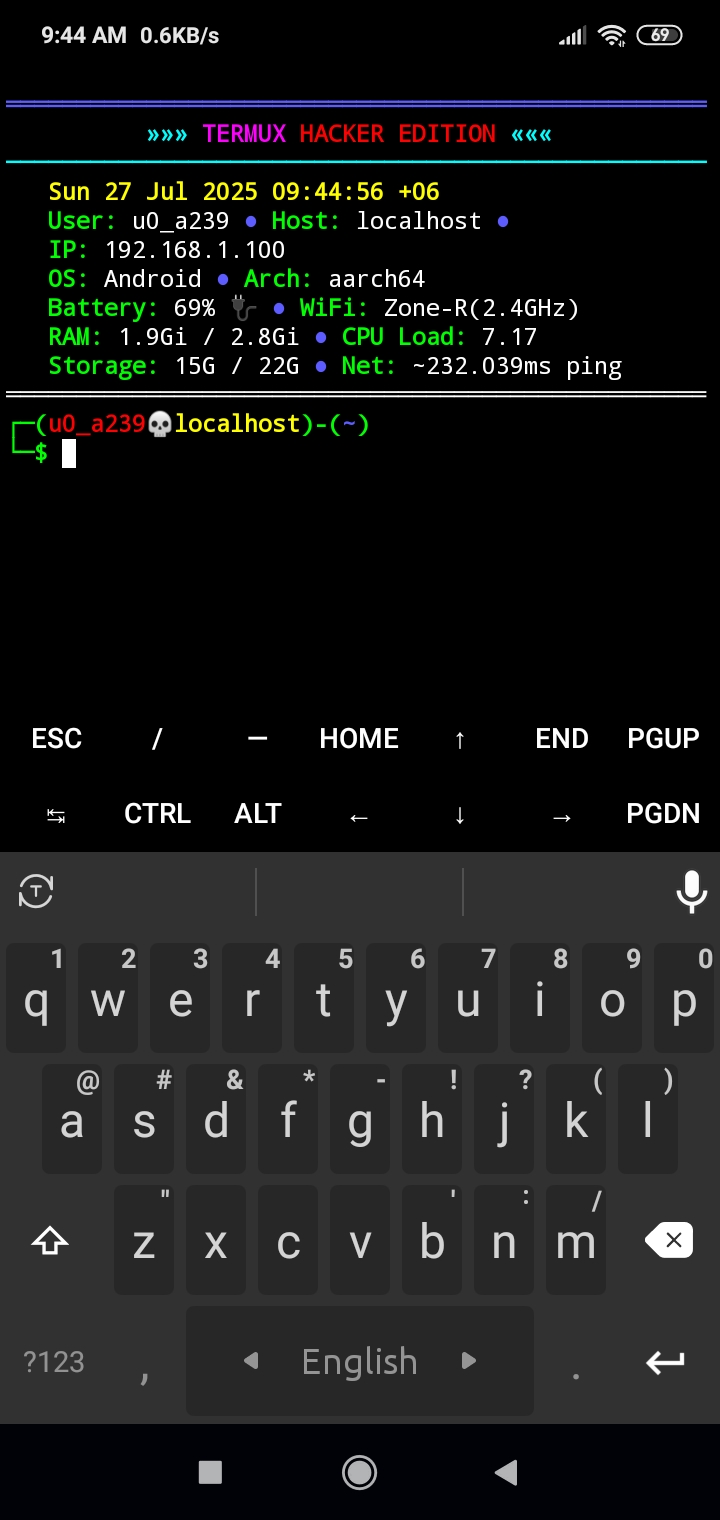 9:44 AM 0.6KB/s 69
»»» TERMUX HACKER EDITION «««
Sun 27 Jul 2025 09:44:56 +06
User: u0_a239 ● Host: localhost ●
IP: 192.168.1.100
OS: Android ● Arch: aarch64
Battery: 69% 🔌 ● WiFi: Zone-R(2.4GHz)
RAM: 1.9Gi / 2.8Gi ● CPU Load: 7.17
Storage: 15G / 22G ● Net: ~232.039ms ping
┌─(u0_a239💀localhost)-(~)
└─$
ESC / — HOME ↑ END PGUP
↹ CTRL ALT ← ↓ → PGDN
T
1 2 3 4 5 6 7 8 9 0
q w e r t y u i o p
@ # & * - ! ? ( )
a s d f g h j k l
" ' : /
z x c v b n m
?123 , English .